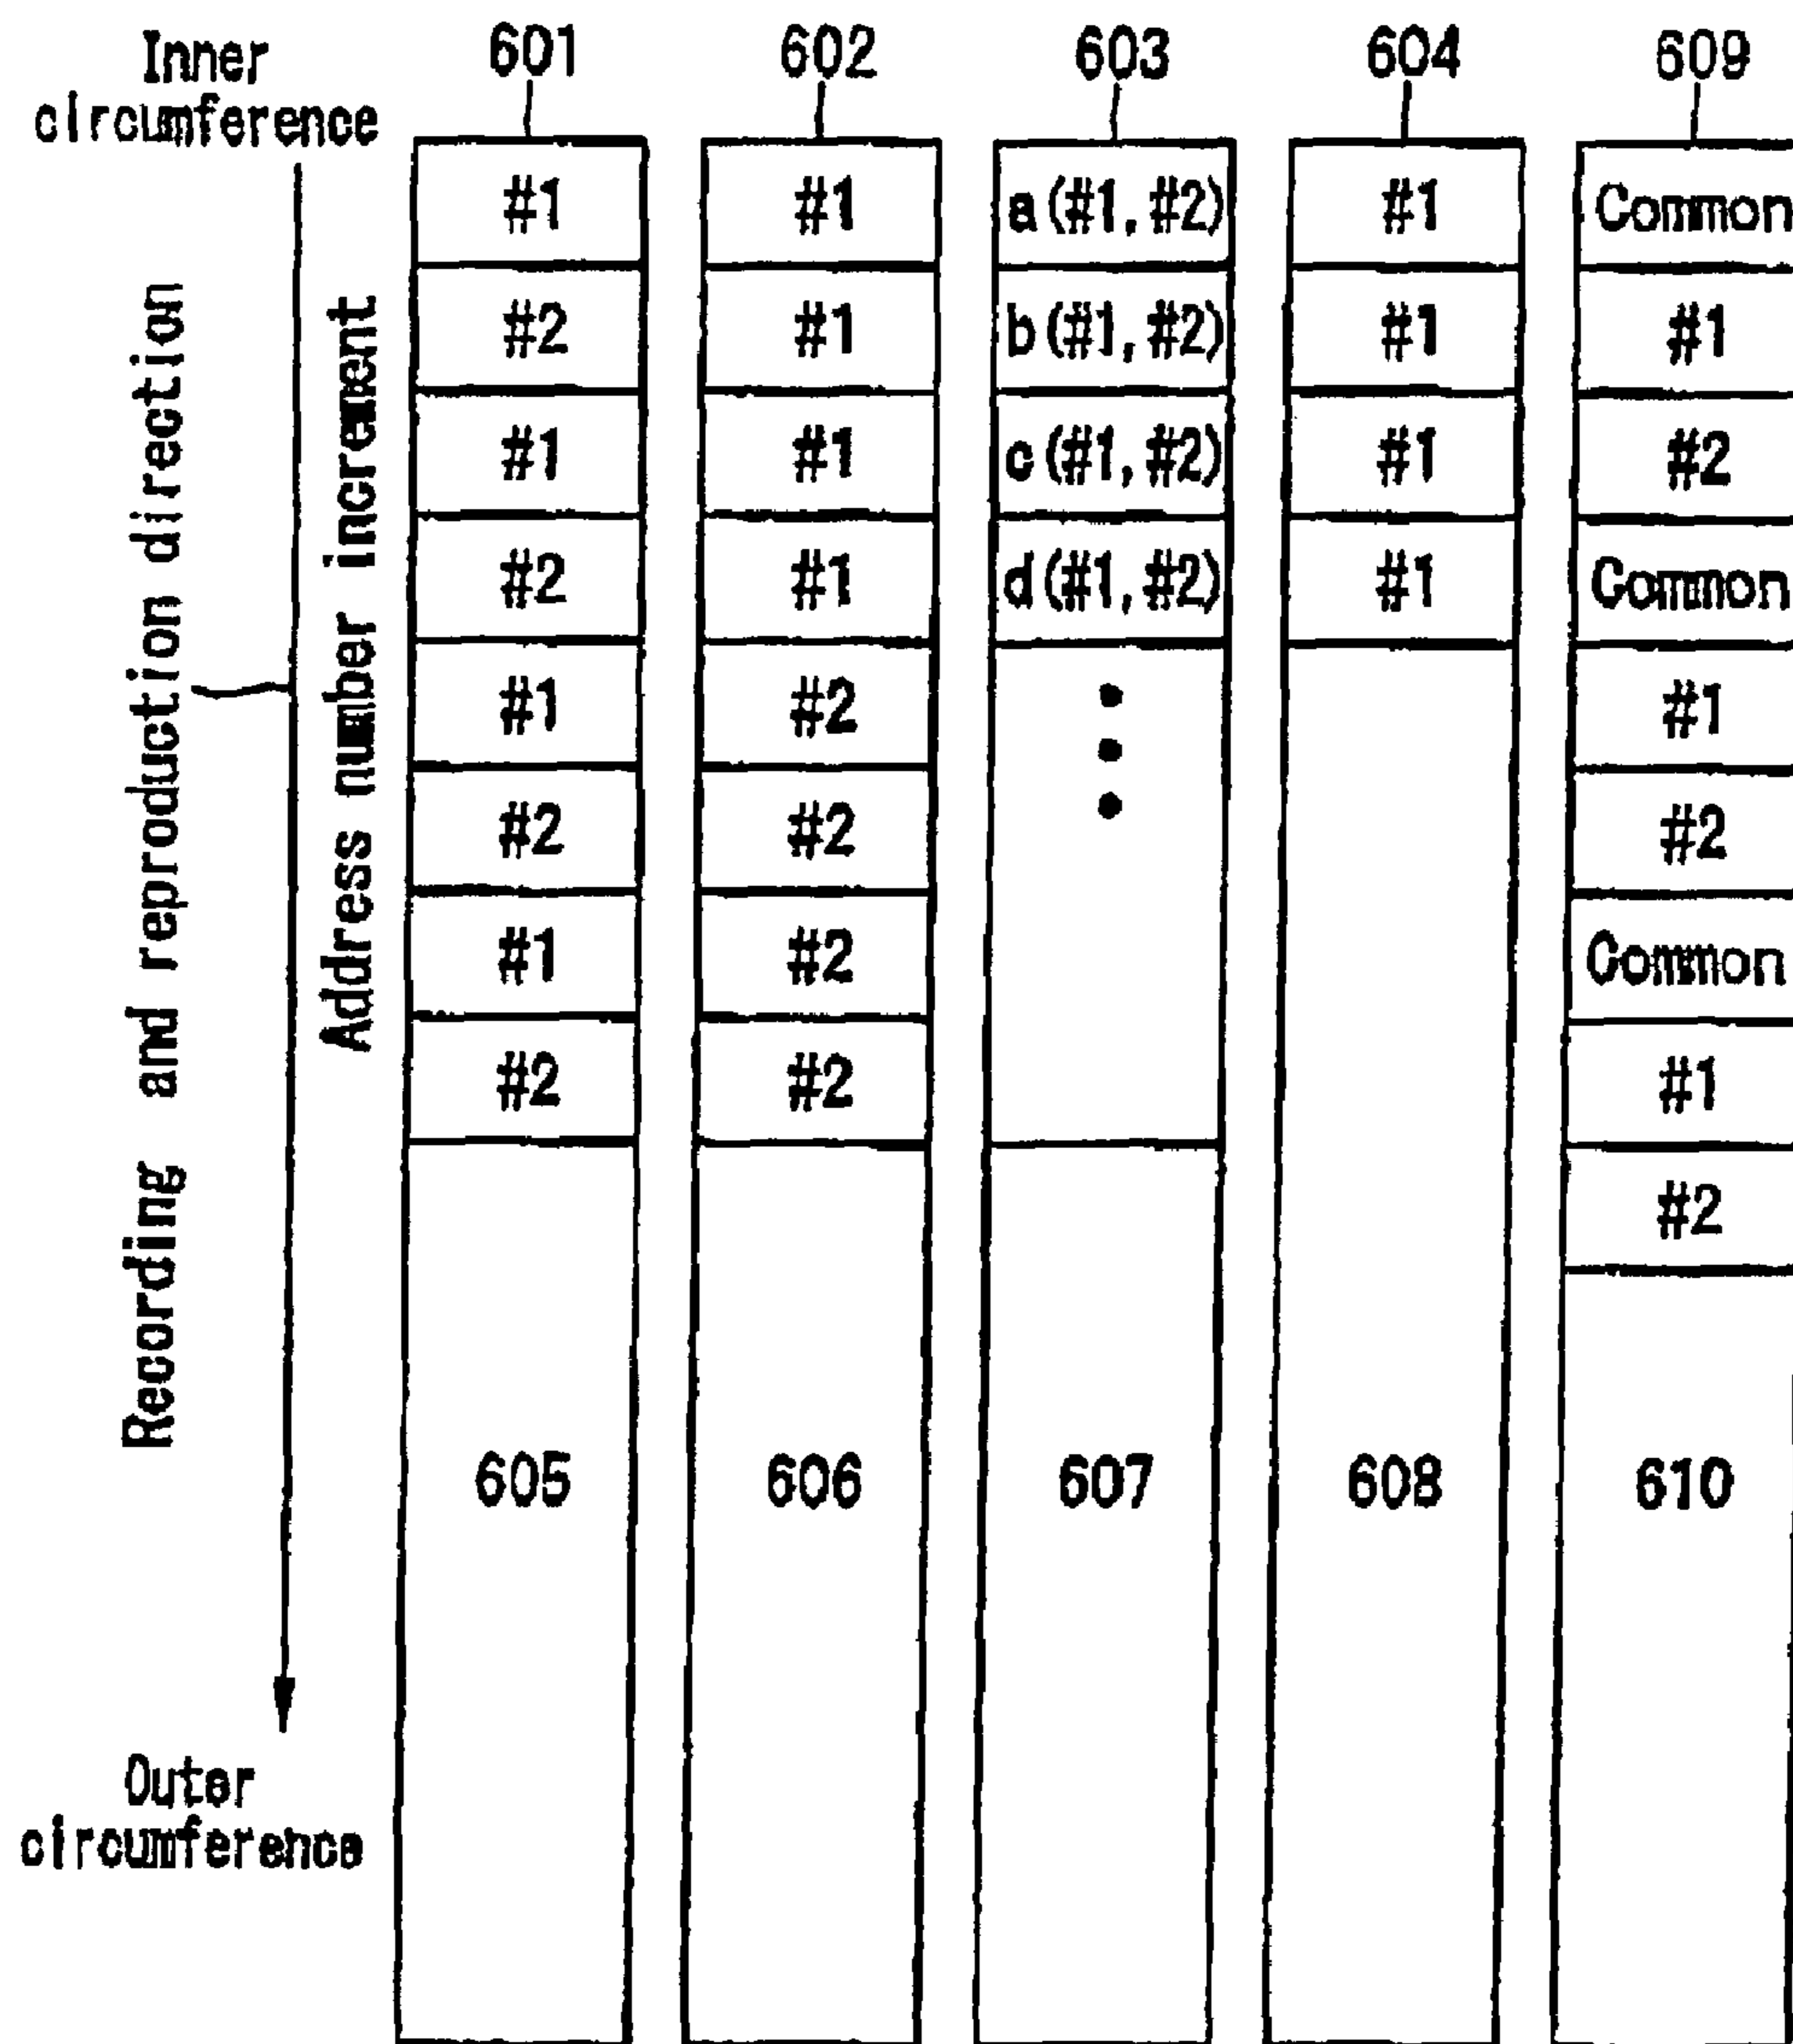 Inner
circumference
601 602 603 604 609
#1 #1 a(#1,#2) #1 Common
#2 #1 b(#1,#2) #1 #1
#1 #1 c(#1,#2) #1 #2
#2 #1 d(#1,#2) #1 Common
#1 #2 #1
#2 #2 #2
#1 #2 Common
#2 #2 #1
#2
605 606 607 608 610
Recording and reproduction direction
Address number increment
Outer
circumference